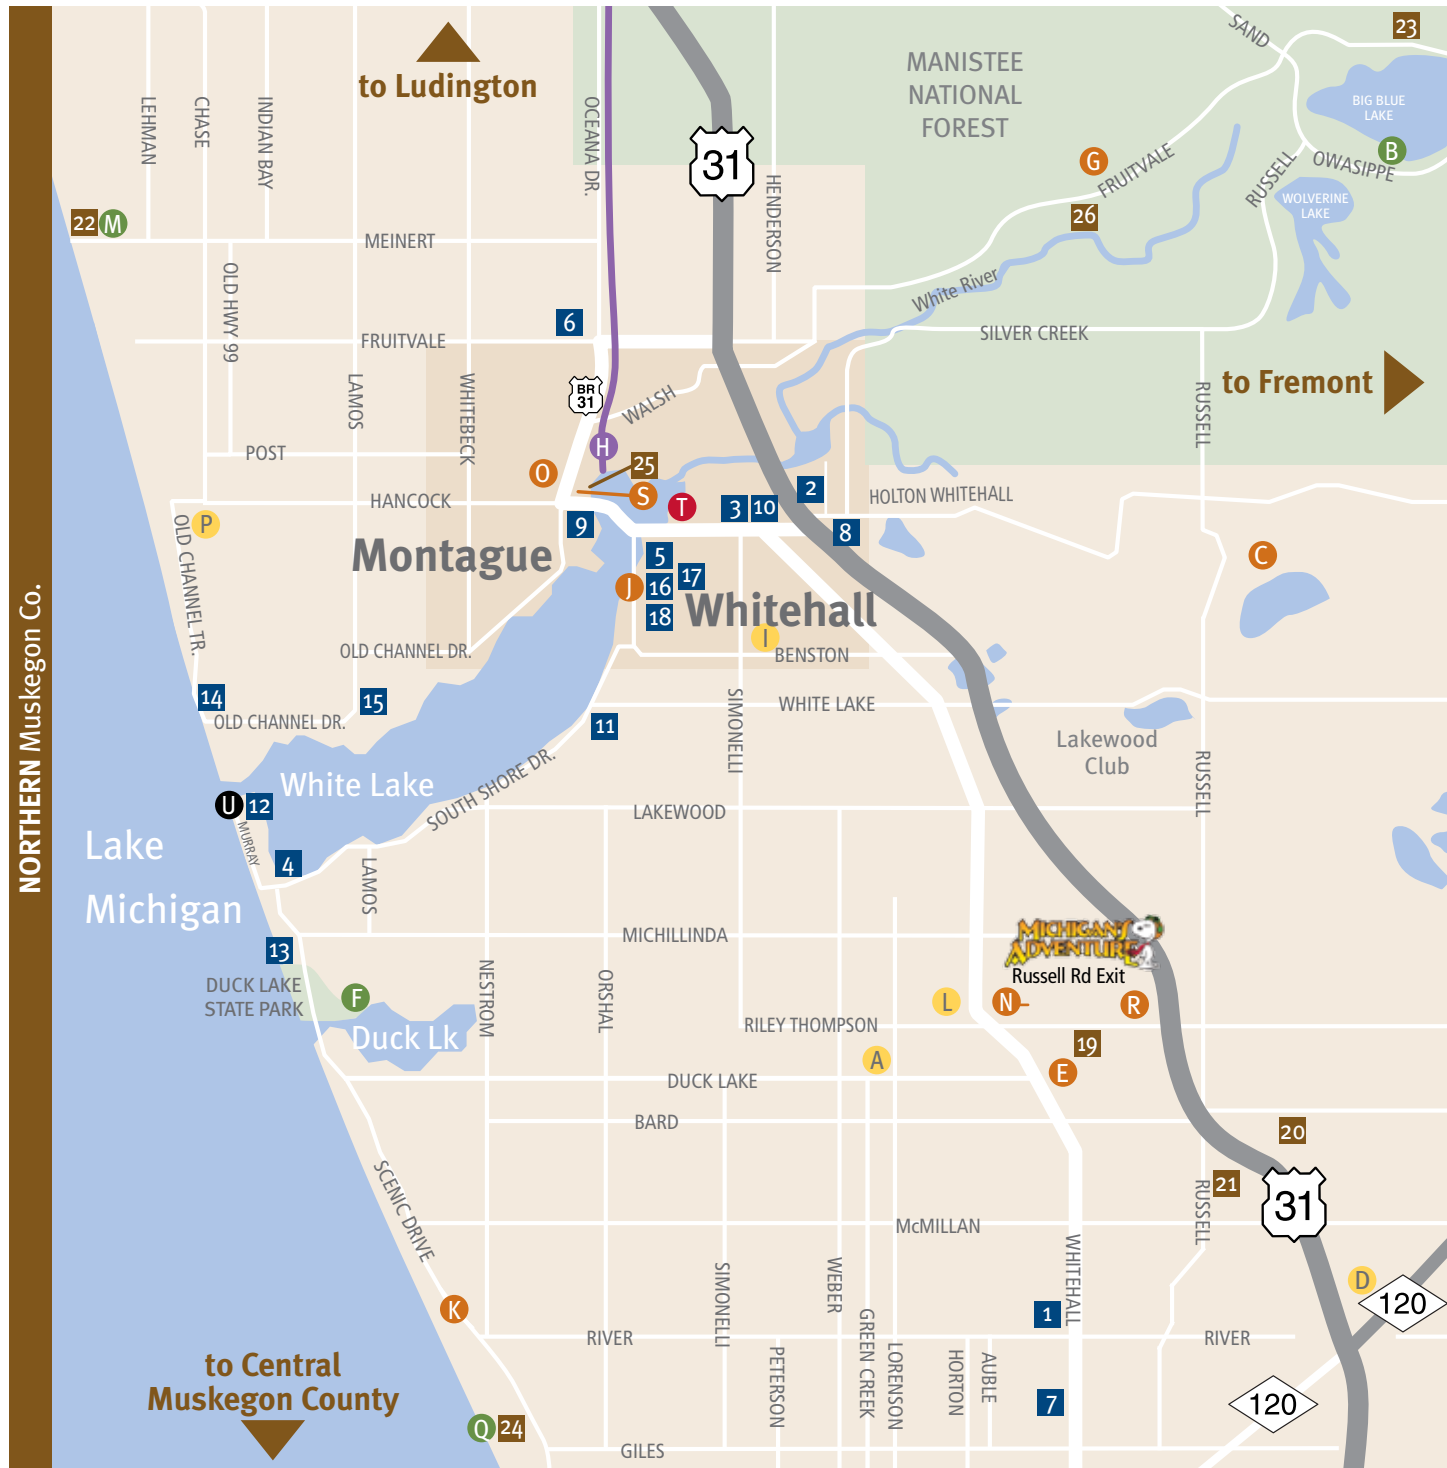 NORTHERN Muskegon Co.
to Ludington
MANISTEE
NATIONAL
FOREST
SAND
23
BIG BLUE
LAKE
B
OWASIPPE
RUSSELL
WOLVERINE
LAKE
LEHMAN
CHASE
INDIAN BAY
OCEANA DR.
31
HENDERSON
G
FRUITVALE
26
22
M
MEINERT
OLD HWY 99
White River
6
FRUITVALE
SILVER CREEK
LAMOS
WHITEBECK
BR
31
WALSH
to Fremont
RUSSELL
H
POST
O
25
S
T
HANCOCK
9
3
10
2
HOLTON WHITEHALL
8
P
OLD CHANNEL TR.
Montague
5
J
16
17
18
Whitehall
C
I
BENSTON
OLD CHANNEL DR.
14
15
OLD CHANNEL DR.
11
SIMONELLI
WHITE LAKE
Lakewood
Club
RUSSELL
White Lake
SOUTH SHORE DR.
LAKEWOOD
U
12
MURRAY
4
Lake
Michigan
LAMOS
13
MICHILLINDA
MICHIGAN'S
ADVENTURE
Russell Rd Exit
DUCK LAKE
STATE PARK
F
Duck Lk
NESTROM
ORSHAL
L
N
R
RILEY THOMPSON
19
A
E
DUCK LAKE
BARD
20
21
RUSSELL
31
SCENIC DRIVE
McMILLAN
WHITEHALL
D
120
K
SIMONELLI
WEBER
1
RIVER
GREEN CREEK
LORENSON
RIVER
PETERSON
HORTON
AUBLE
to Central
Muskegon County
7
120
Q
24
GILES